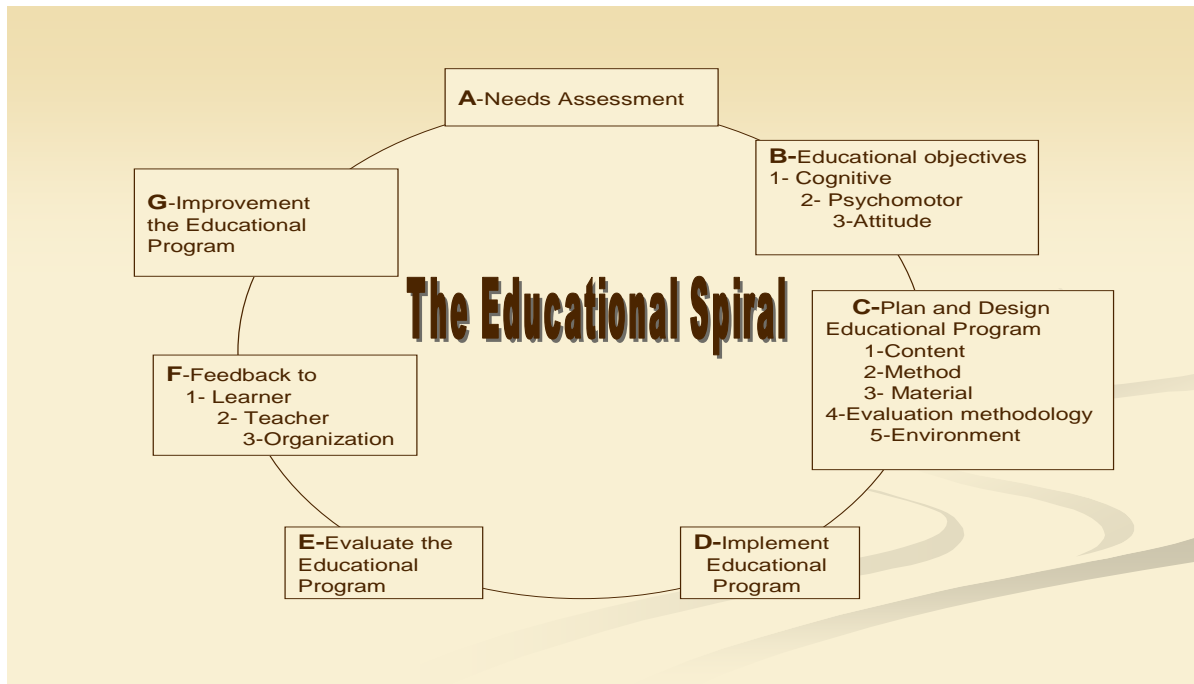 A-Needs Assessment
B-Educational objectives
1- Cognitive
2- Psychomotor
3-Attitude
C-Plan and Design
Educational Program
1-Content
2-Method
3- Material
4-Evaluation methodology
5-Environment
D-Implement
Educational
Program
E-Evaluate the
Educational
Program
F-Feedback to
1- Learner
2- Teacher
3-Organization
G-Improvement
the Educational
Program
The Educational Spiral